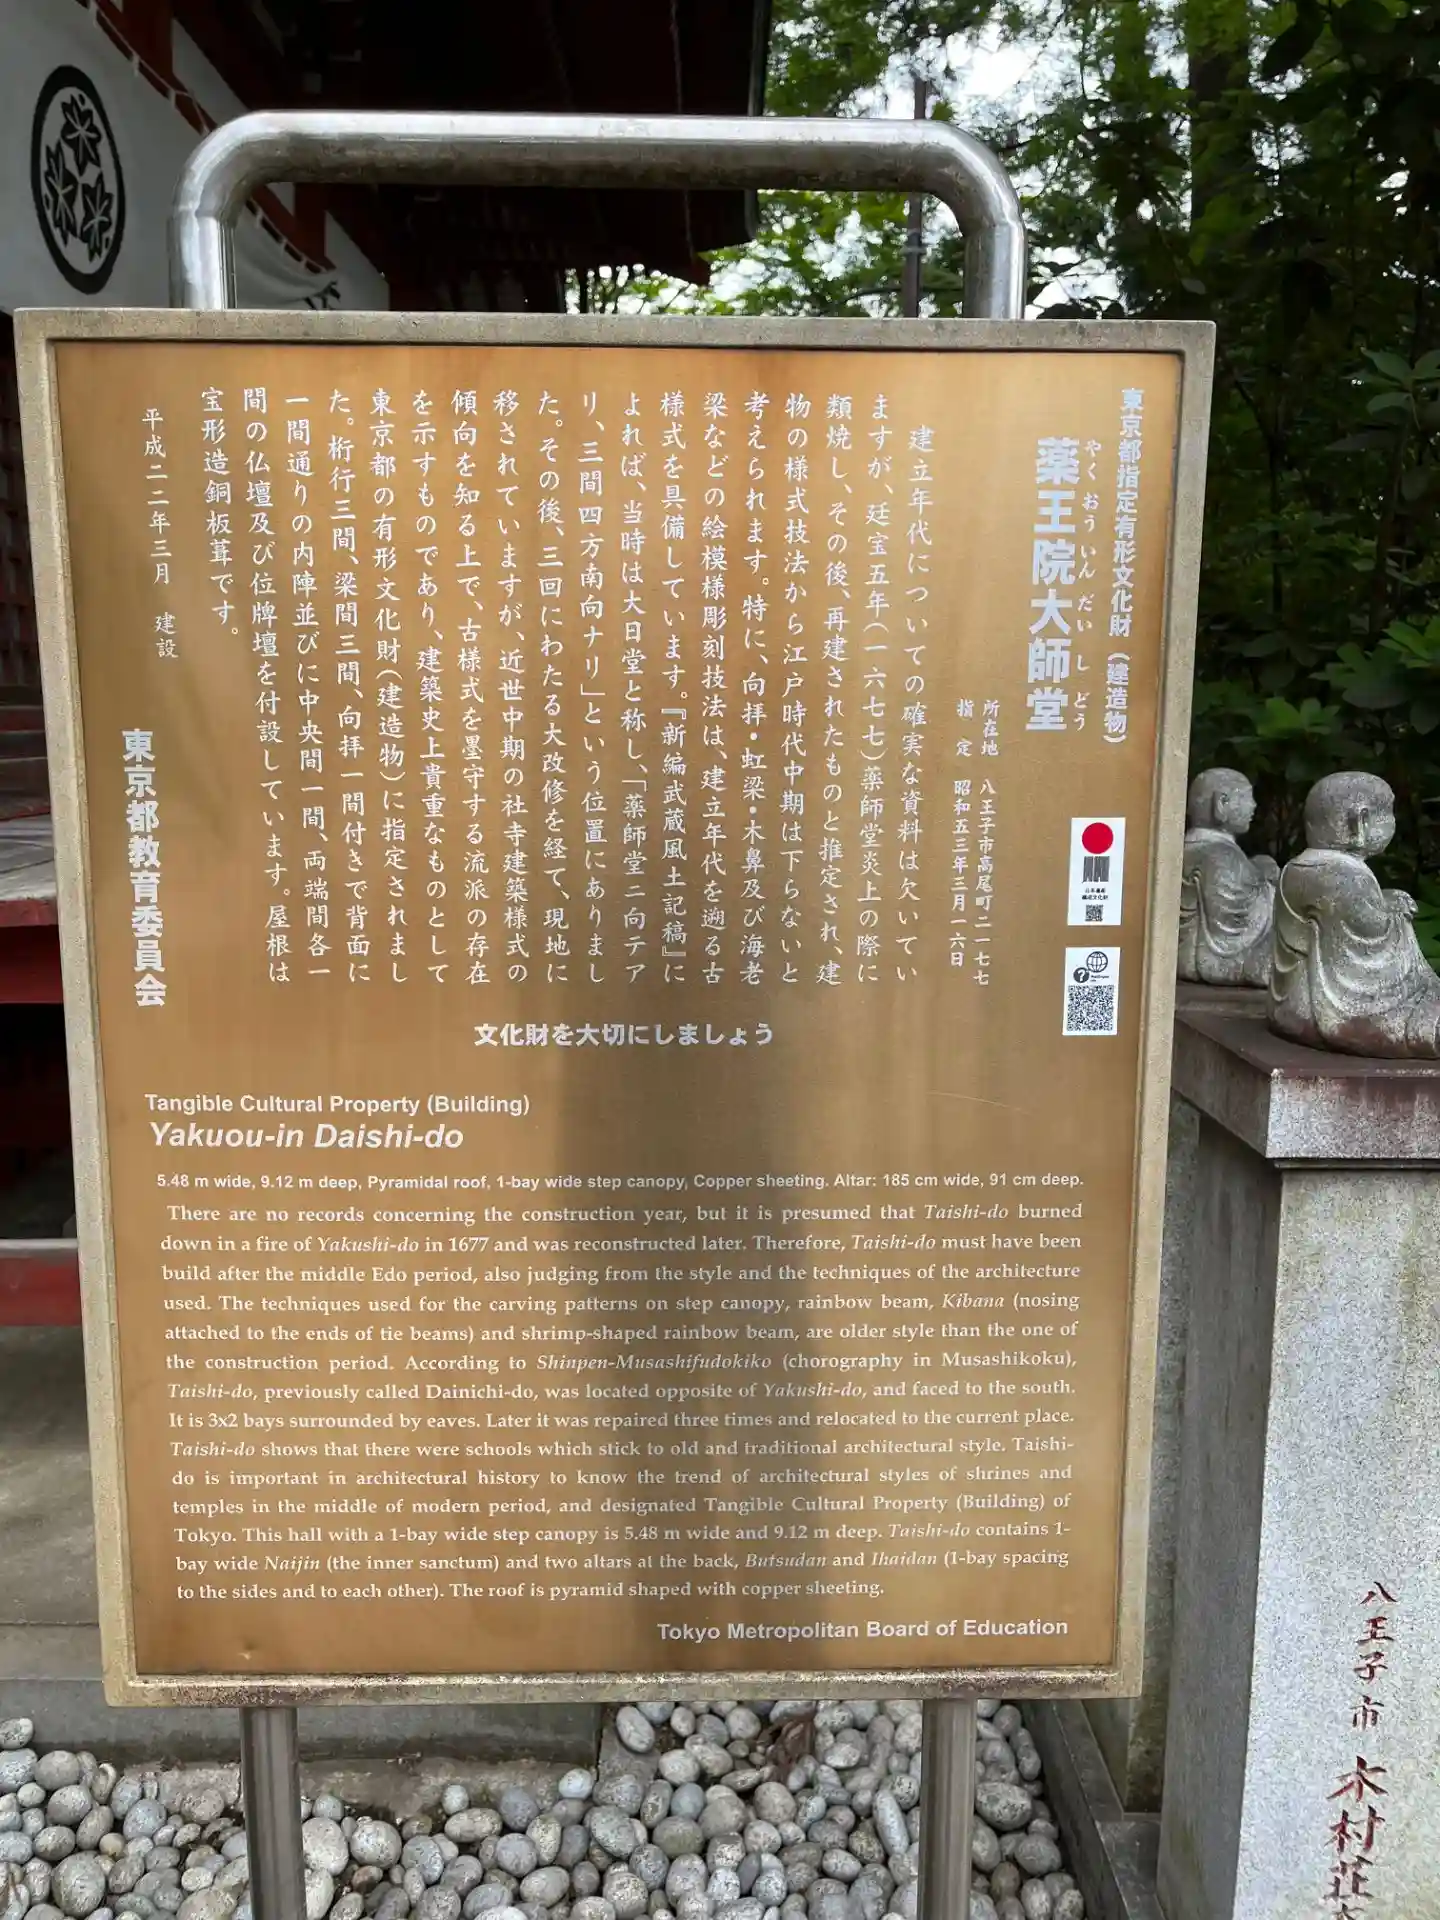 東京都指定有形文化財（建造物）
やくおういんだいしどう
薬王院大師堂
所在地　八王子市高尾町二一七七
指　定　昭和五三年三月一六日
建立年代についての確実な資料は欠いてい
ますが、廷宝五年（一六七七）薬師堂炎上の際に
類焼し、その後、再建されたものと推定され、建
物の様式技法から江戸時代中期は下らないと
考えられます。特に、向拝・虹梁・木鼻及び海老
梁などの絵模様彫刻技法は、建立年代を遡る古
様式を具備しています。『新編武蔵風土記稿』に
よれば、当時は大日堂と称し、「薬師堂ニ向テア
リ、三間四方南向ナリ」という位置にありまし
た。その後、三回にわたる大改修を経て、現地に
移されていますが、近世中期の社寺建築様式の
傾向を知る上で、古様式を墨守する流派の存在
を示すものであり、建築史上貴重なものとして
東京都の有形文化財（建造物）に指定されまし
た。桁行三間、梁間三間、向拝一間付きで背面に
一間通りの内陣並びに中央間一間、両端間各一
間の仏壇及び位牌壇を付設しています。屋根は
宝形造銅板葺です。
平成二二年三月　建設
東京都教育委員会
文化財を大切にしましょう
Tangible Cultural Property (Building)
Yakuou-in Daishi-do
5.48 m wide, 9.12 m deep, Pyramidal roof, 1-bay wide step canopy, Copper sheeting. Altar: 185 cm wide, 91 cm deep.
There are no records concerning the construction year, but it is presumed that Taishi-do burned
down in a fire of Yakushi-do in 1677 and was reconstructed later. Therefore, Taishi-do must have been
build after the middle Edo period, also judging from the style and the techniques of the architecture
used. The techniques used for the carving patterns on step canopy, rainbow beam, Kibana (nosing
attached to the ends of tie beams) and shrimp-shaped rainbow beam, are older style than the one of
the construction period. According to Shinpen-Musashifudokiko (chorography in Musashikoku),
Taishi-do, previously called Dainichi-do, was located opposite of Yakushi-do, and faced to the south.
It is 3x2 bays surrounded by eaves. Later it was repaired three times and relocated to the current place.
Taishi-do shows that there were schools which stick to old and traditional architectural style. Taishi-
do is important in architectural history to know the trend of architectural styles of shrines and
temples in the middle of modern period, and designated Tangible Cultural Property (Building) of
Tokyo. This hall with a 1-bay wide step canopy is 5.48 m wide and 9.12 m deep. Taishi-do contains 1-
bay wide Naijin (the inner sanctum) and two altars at the back, Butsudan and Ihaidan (1-bay spacing
to the sides and to each other). The roof is pyramid shaped with copper sheeting.
Tokyo Metropolitan Board of Education
八王子市　木村荘